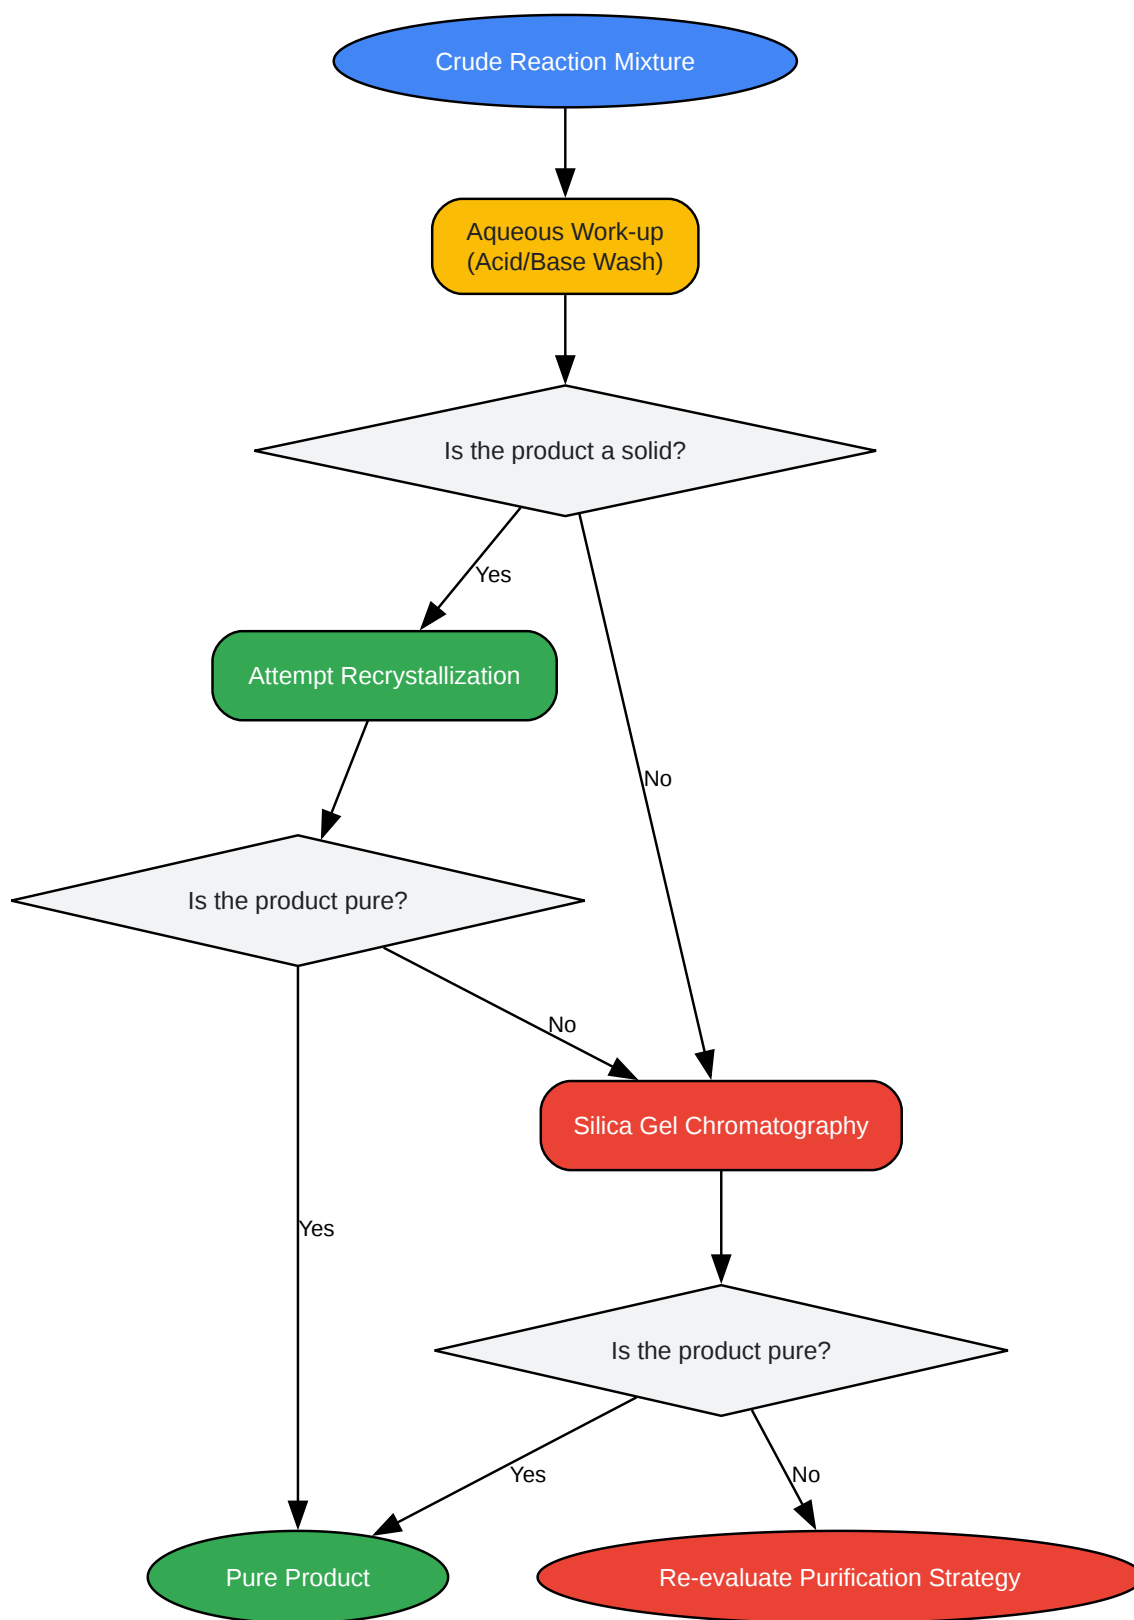 Crude Reaction Mixture
Aqueous Work-up
(Acid/Base Wash)
Is the product a solid?
Yes
Attempt Recrystallization
No
Is the product pure?
No
Silica Gel Chromatography
Yes
Is the product pure?
Yes
No
Pure Product
Re-evaluate Purification Strategy